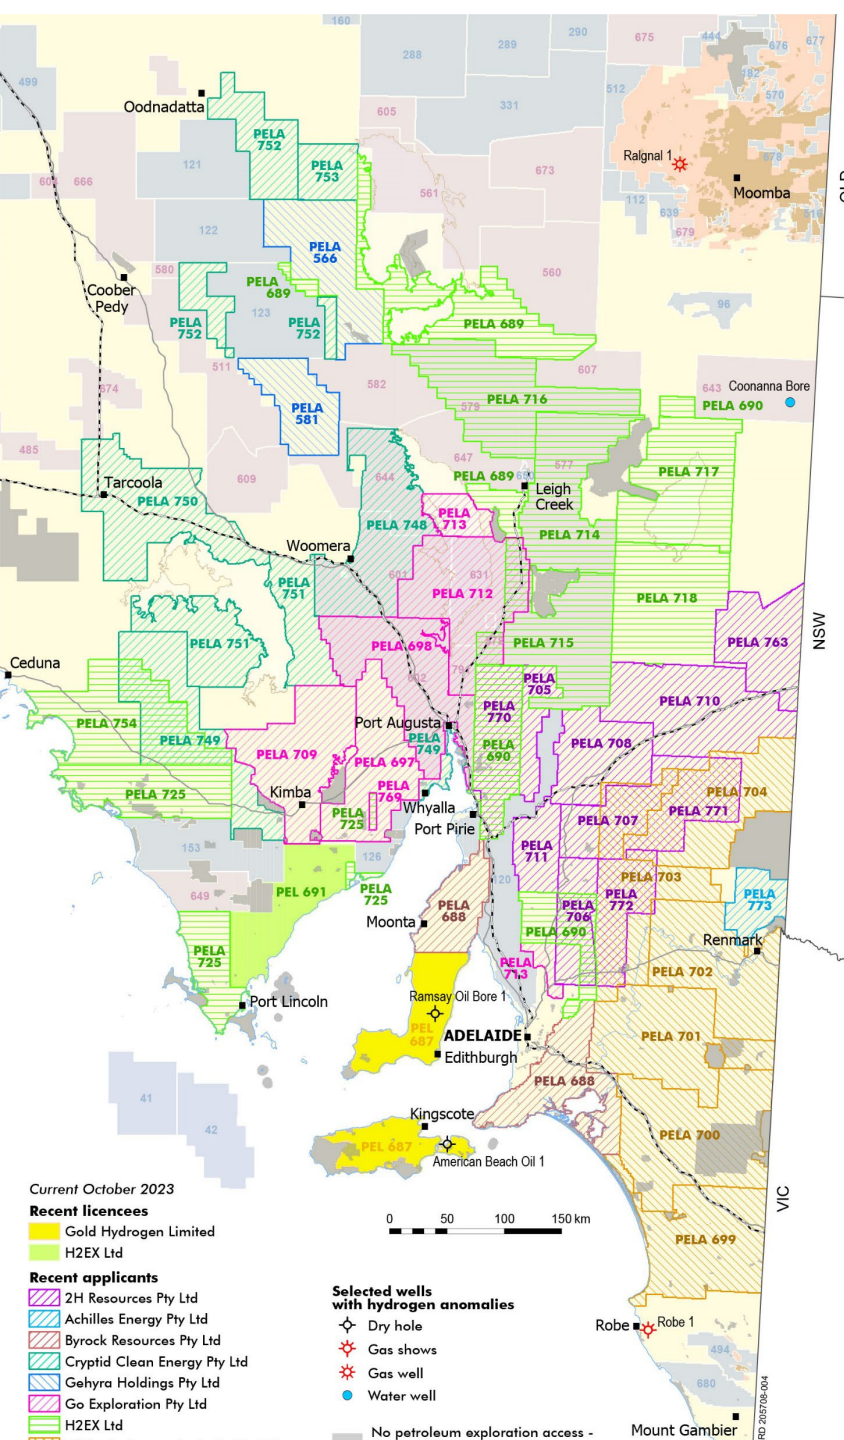 160
290
675
444
676
677
288
289
182
499
512
570
331
605
Oodnadatta
PELA
752
Ralgnal 1
121
PELA
753
673
578
666
561
Moomba
112
516
679
122
PELA
566
580
560
Coober
Pedy
PELA
689
96
123
PELA
752
PELA
752
PELA 689
511
607
582
643
Coonanna Bore
674
PELA
581
PELA 716
579
PELA 690
485
647
577
609
644
PELA 689
PELA 717
Tarcoola
Leigh
Creek
PELA 750
PELA
713
PELA 748
PELA 714
Woomera
601
631
PELA
751
PELA 712
PELA 718
NSW
PELA 751
PELA 698
PELA 715
PELA 763
Ceduna
602
PELA
705
PELA 710
PELA
770
PELA 754
Port Augusta
PELA 749
PELA
749
PELA 708
PELA 709
PELA
690
PELA 697
PELA
769
PELA 704
Kimba
PELA 725
PELA
725
Whyalla
PELA 771
PELA 707
Port Pirie
153
126
PELA
711
120
PELA 703
649
PEL 691
PELA
725
PELA
772
PELA
773
PELA
688
PELA
706
Moonta
PELA 690
PELA
725
Renmark
PELA
713
PELA 702
Port Lincoln
Ramsay Oil Bore 1
PEL
687
ADELAIDE
PELA 701
Edithburgh
PELA 688
41
42
Kingscote
PELA 700
PEL 687
American Beach Oil 1
Current October 2023
Recent licencees
Gold Hydrogen Limited
H2EX Ltd
0 50 100 150 km
VIC
PELA 699
Recent applicants
2H Resources Pty Ltd
Achilles Energy Pty Ltd
Byrock Resources Pty Ltd
Cryptid Clean Energy Pty Ltd
Gehyra Holdings Pty Ltd
Go Exploration Pty Ltd
H2EX Ltd
Selected wells
with hydrogen anomalies
Dry hole
Gas shows
Gas well
Water well
No petroleum exploration access -
Robe
Robe 1
494
680
Mount Gambier
RD 205708-004